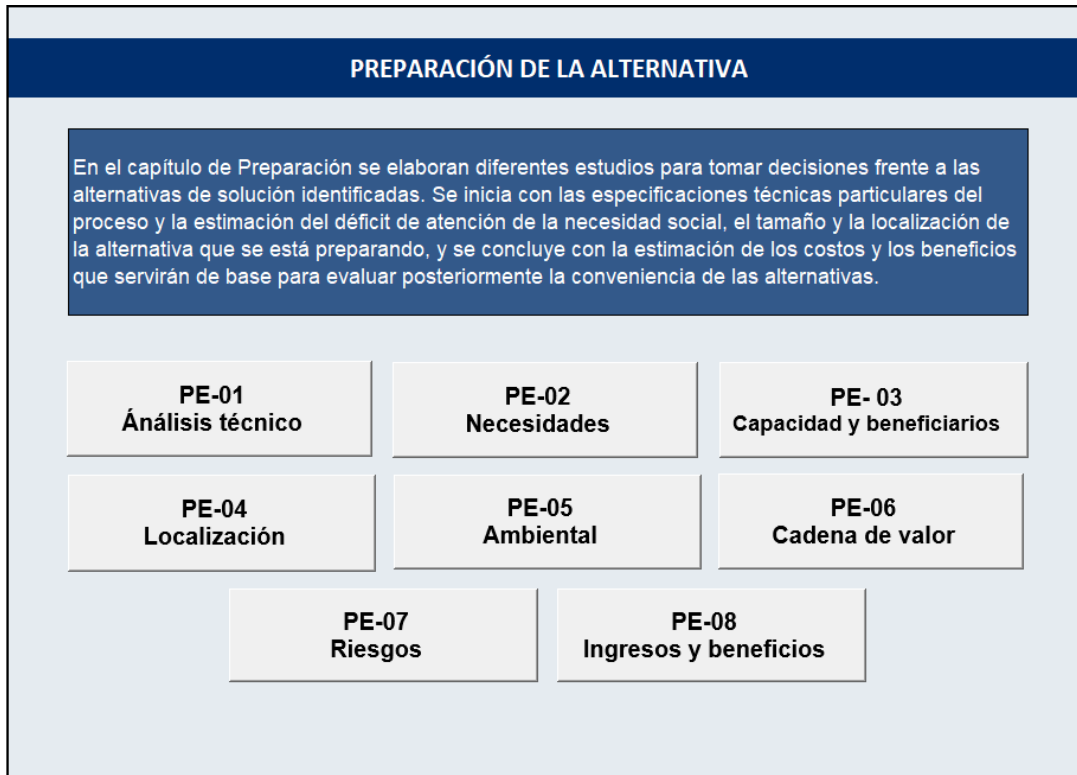 PREPARACIÓN DE LA ALTERNATIVA
En el capítulo de Preparación se elaboran diferentes estudios para tomar decisiones frente a las
alternativas de solución identificadas. Se inicia con las especificaciones técnicas particulares del
proceso y la estimación del déficit de atención de la necesidad social, el tamaño y la localización de
la alternativa que se está preparando, y se concluye con la estimación de los costos y los beneficios
que servirán de base para evaluar posteriormente la conveniencia de las alternativas.
PE-01
Ánálisis técnico
PE-02
Necesidades
PE- 03
Capacidad y beneficiarios
PE-04
Localización
PE-05
Ambiental
PE-06
Cadena de valor
PE-07
Riesgos
PE-08
Ingresos y beneficios